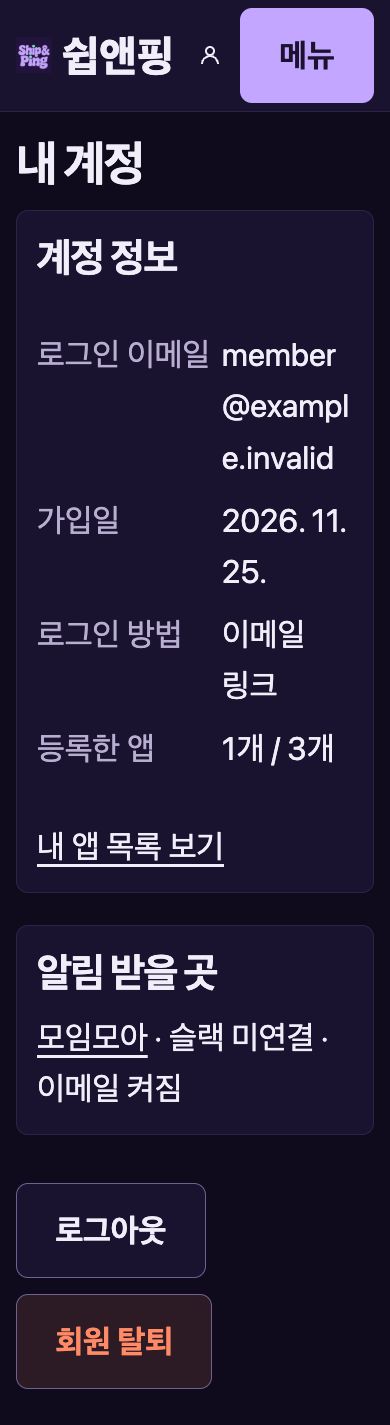 Ship&
Ping
쉽앤핑
메뉴
내 계정
계정 정보
로그인 이메일 member
@exampl
e.invalid
가입일 2026. 11.
25.
로그인 방법 이메일
링크
등록한 앱 1개 / 3개
내 앱 목록 보기
알림 받을 곳
모임모아 · 슬랙 미연결 ·
이메일 켜짐
로그아웃
회원 탈퇴